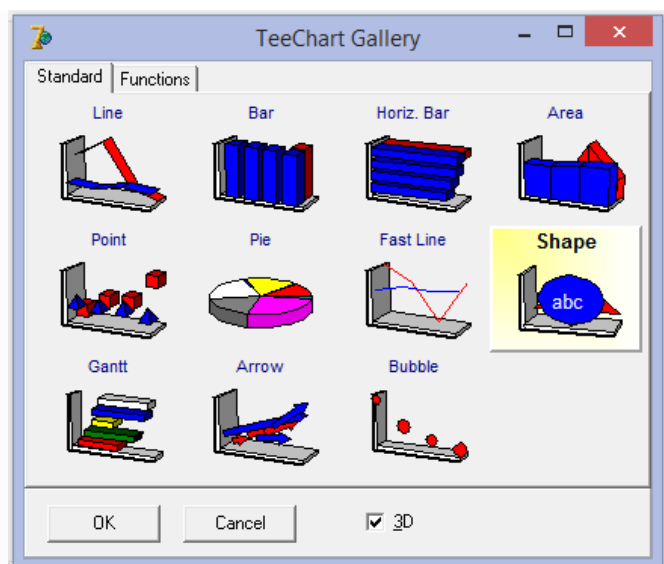 TeeChart Gallery
Standard Functions
Line Bar Horiz. Bar Area
Point Pie Fast Line Shape
abc
Gantt Arrow Bubble
OK Cancel 3D